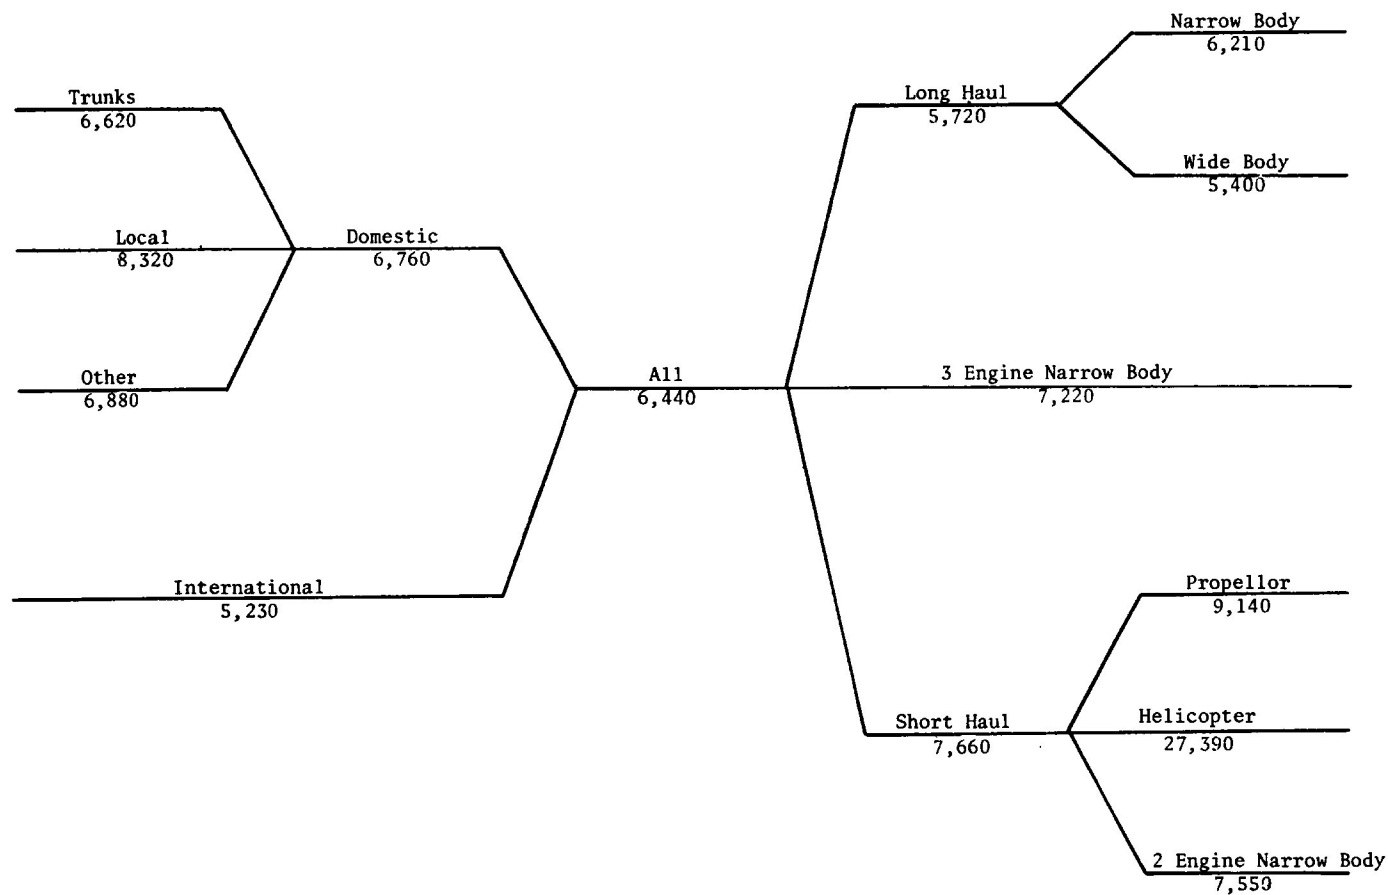 Trunks
6,620
Local
8,320
Other
6,880
Domestic
6,760
International
5,230
All
6,440
Long Haul
5,720
Narrow Body
6,210
Wide Body
5,400
3 Engine Narrow Body
7,220
Short Haul
7,660
Propellor
9,140
Helicopter
27,390
2 Engine Narrow Body
7,550